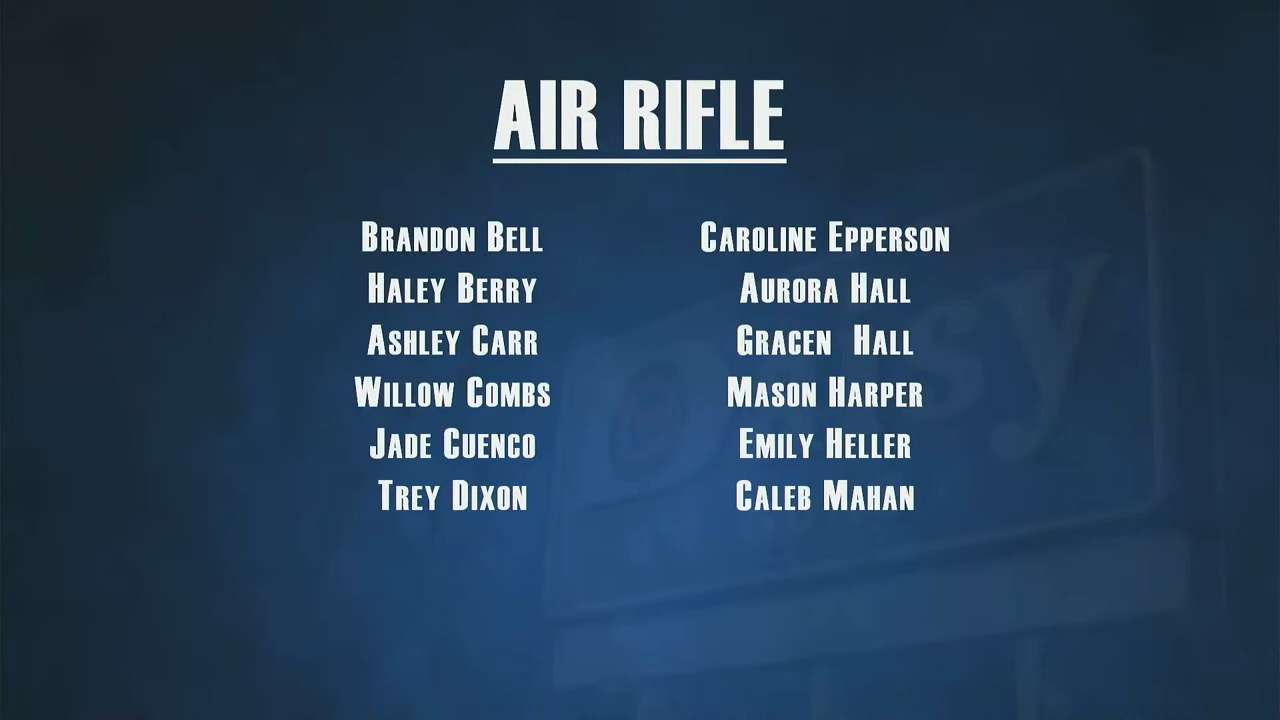 AIR RIFLE
BRANDON BELL
HALEY BERRY
ASHLEY CARR
WILLOW COMBS
JADE CUENCO
TREY DIXON
CAROLINE EPPERSON
AURORA HALL
GRACEN HALL
MASON HARPER
EMILY HELLER
CALEB MAHAN